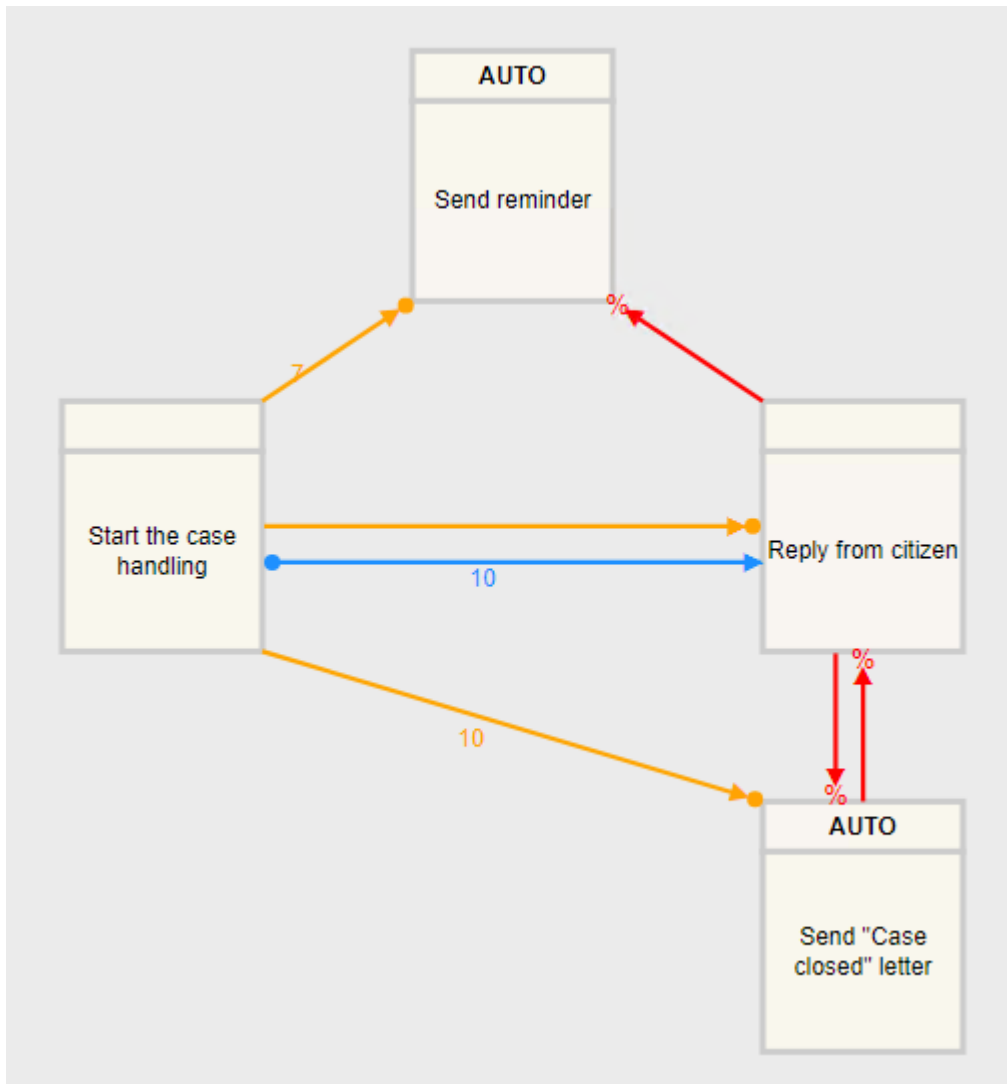 AUTO
Send reminder
%
7
Start the case
handling
Reply from citizen
10
%
10
%
AUTO
Send "Case
closed" letter